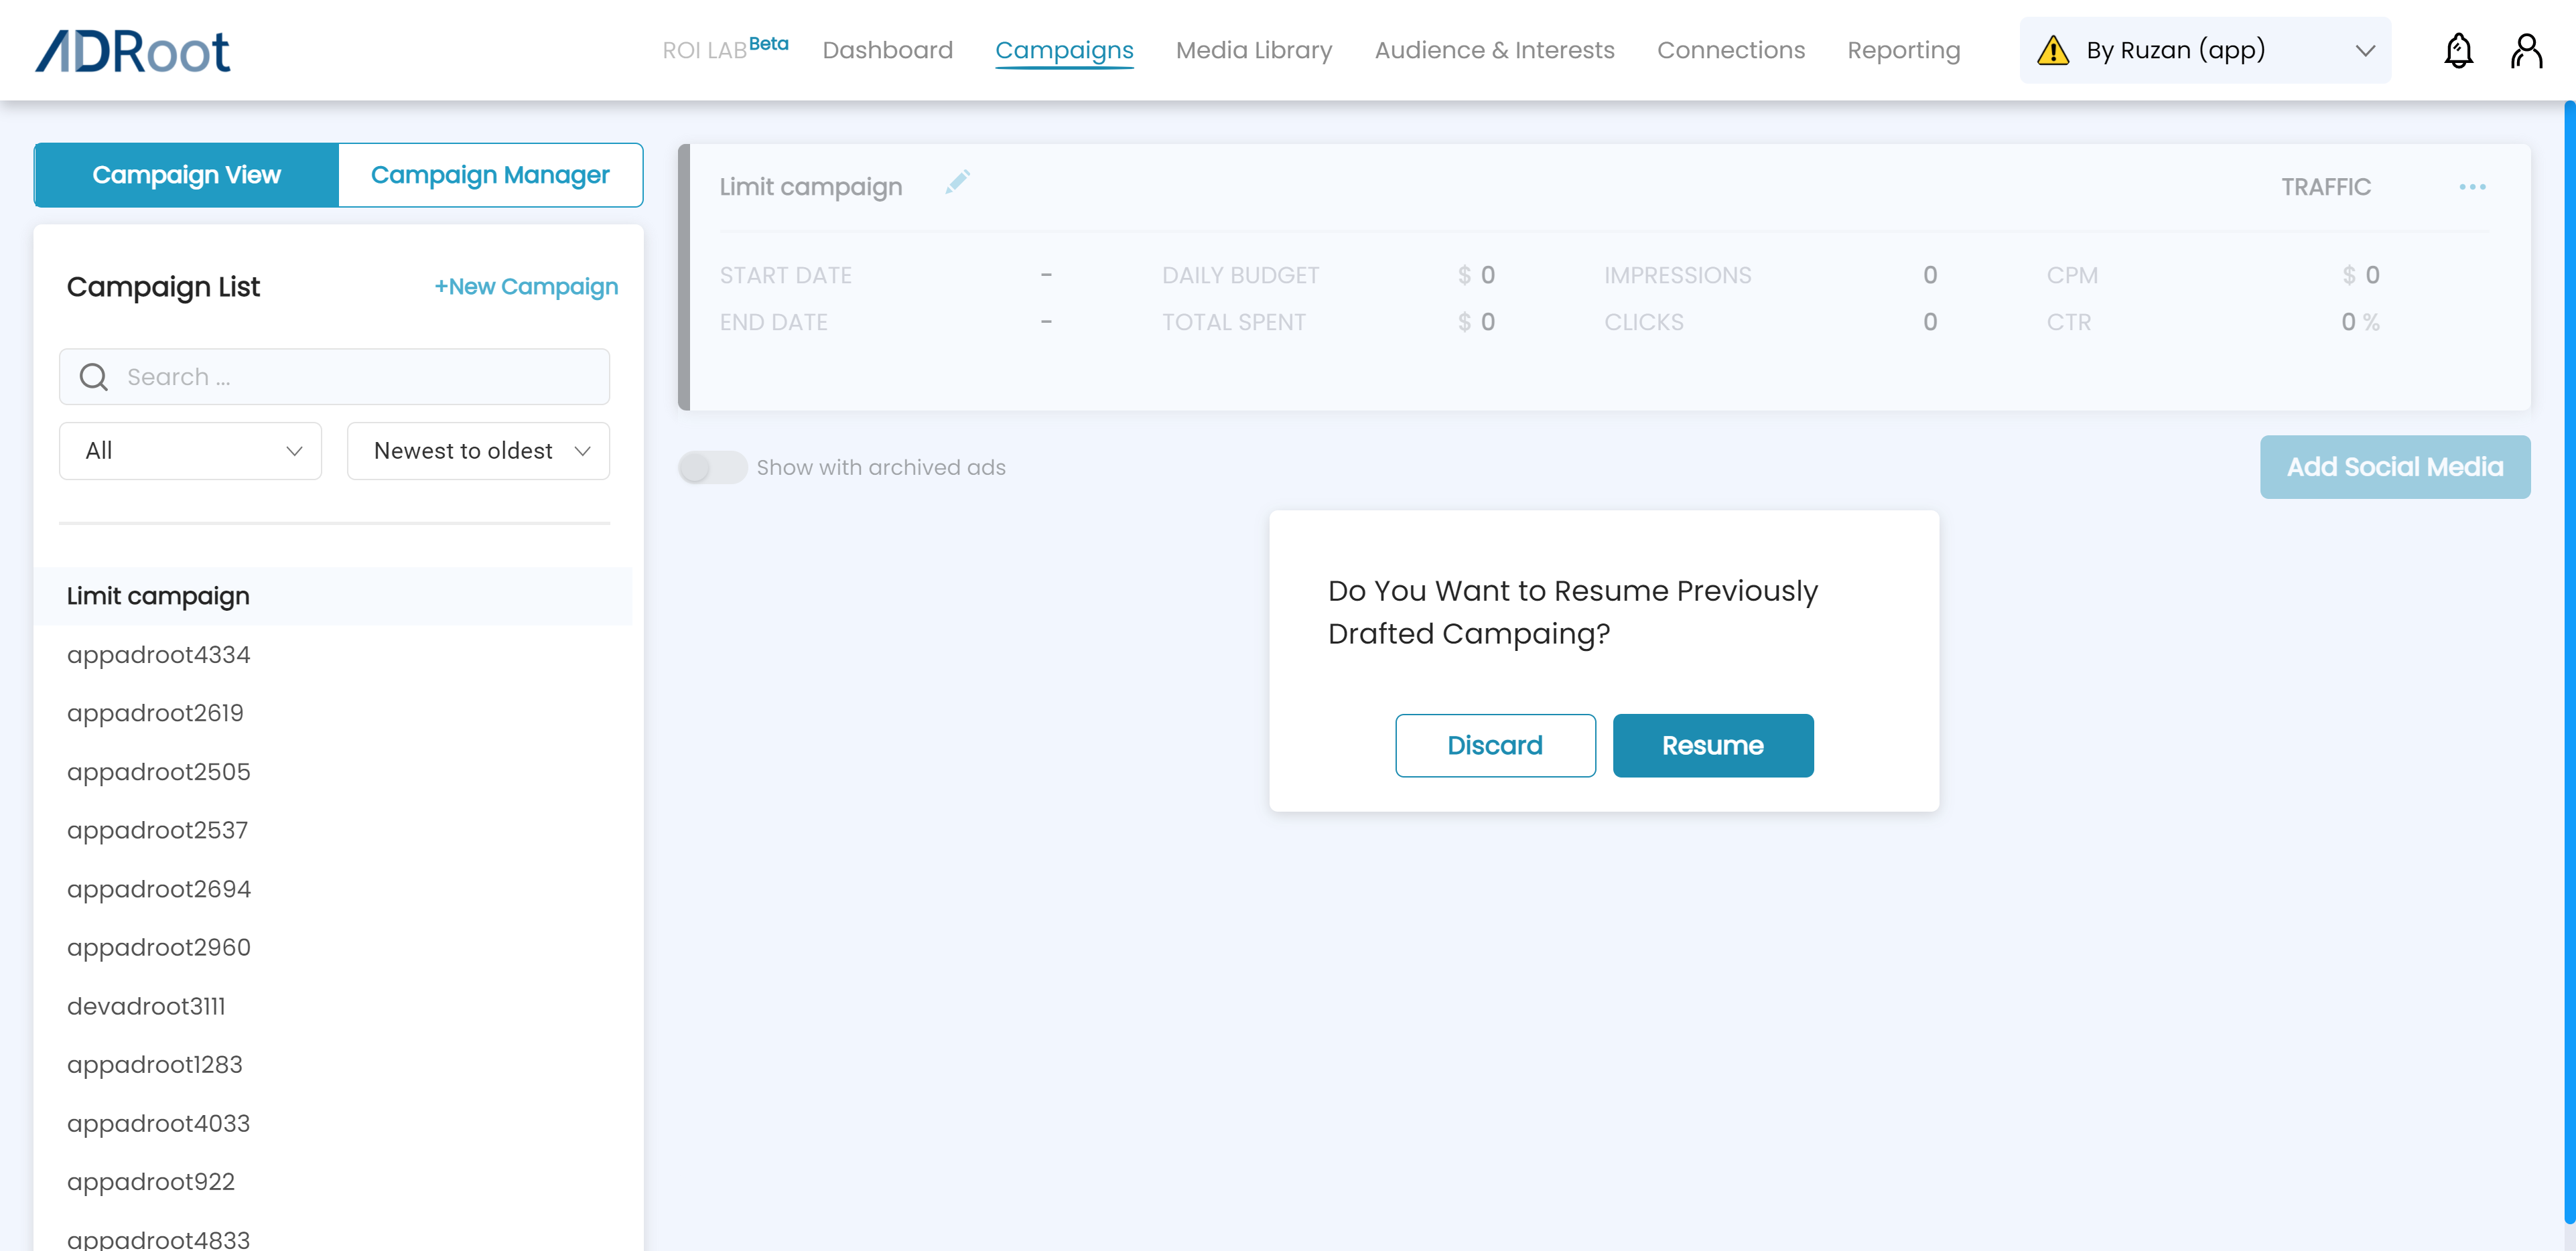 ADRoot
ROI LAB Beta
Dashboard
Campaigns
Media Library
Audience & Interests
Connections
Reporting
By Ruzan (app)
Campaign View
Campaign Manager
Campaign List
+New Campaign
Search ...
All
Newest to oldest
Limit campaign
appadroot4334
appadroot2619
appadroot2505
appadroot2537
appadroot2694
appadroot2960
devadroot3111
appadroot1283
appadroot4033
appadroot922
appadroot4833
Limit campaign
TRAFFIC
START DATE -
DAILY BUDGET $ 0
IMPRESSIONS 0
CPM $ 0
END DATE -
TOTAL SPENT $ 0
CLICKS 0
CTR 0 %
Show with archived ads
Add Social Media
Do You Want to Resume Previously
Drafted Campaing?
Discard
Resume